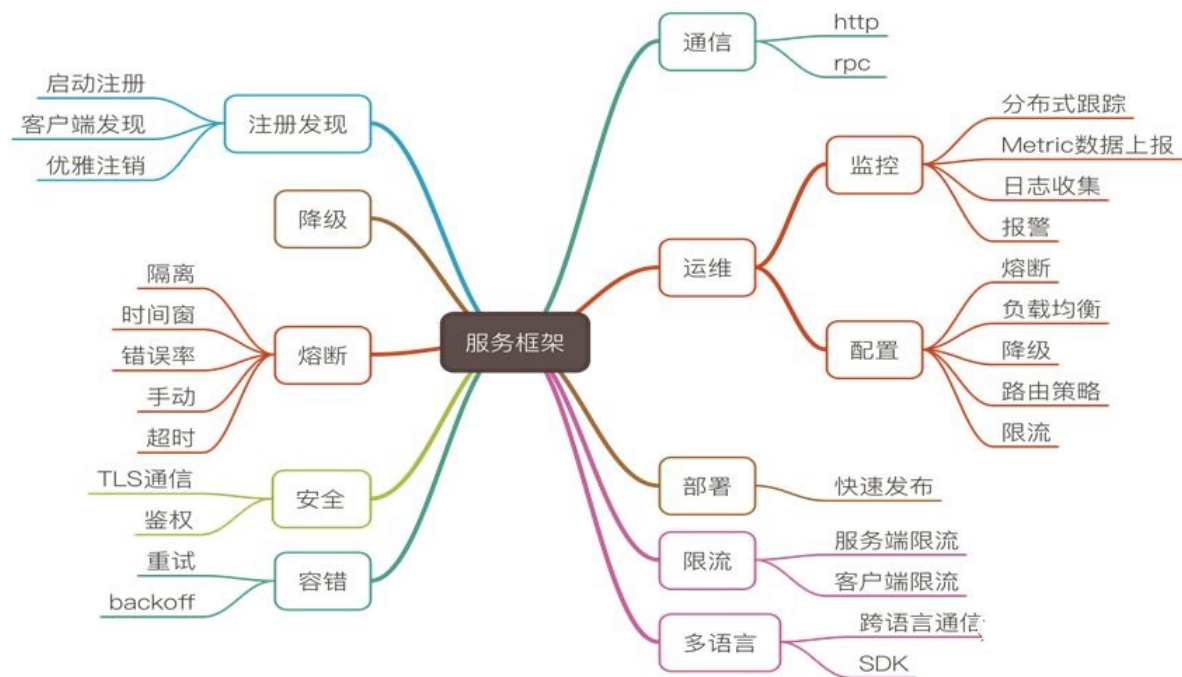 服务框架
通信
http
rpc
运维
监控
分布式跟踪
Metric数据上报
日志收集
报警
配置
熔断
负载均衡
降级
路由策略
限流
部署
快速发布
限流
服务端限流
客户端限流
多语言
跨语言通信
SDK
注册发现
启动注册
客户端发现
优雅注销
降级
熔断
隔离
时间窗
错误率
手动
超时
安全
TLS通信
鉴权
容错
重试
backoff